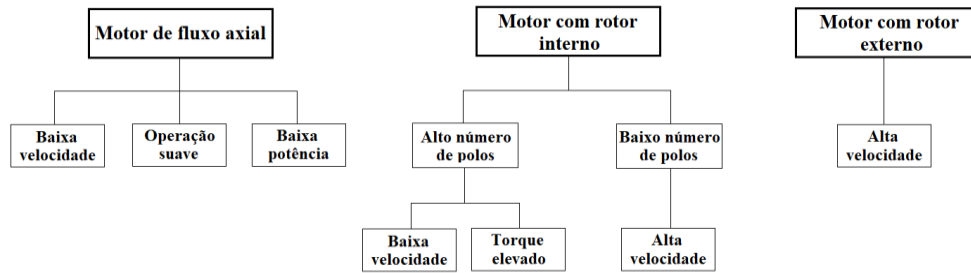 Motor de fluxo axial
Motor com rotor
interno
Motor com rotor
externo
Baixa
velocidade
Operação
suave
Baixa
potência
Alto número
de polos
Baixo número
de polos
Alta
velocidade
Baixa
velocidade
Torque
elevado
Alta
velocidade